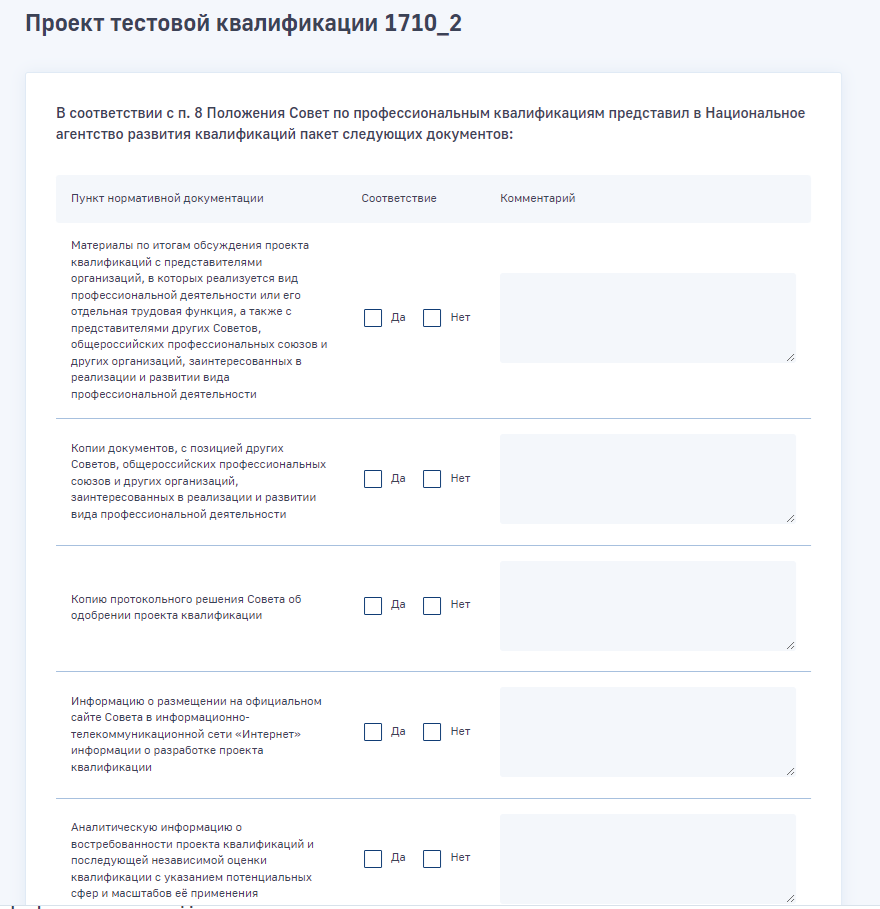 Проект тестовой квалификации 1710_2
В соответствии с п. 8 Положения Совет по профессиональным квалификациям представил в Национальное
агентство развития квалификаций пакет следующих документов:
Пункт нормативной документации Соответствие Комментарий
Материалы по итогам обсуждения проекта
квалификаций с представителями
организаций, в которых реализуется вид
профессиональной деятельности или его
отдельная трудовая функция, а также с
представителями других Советов,
общероссийских профессиональных союзов и
других организаций, заинтересованных в
реализации и развитии вида
профессиональной деятельности
Да Нет
Копии документов, с позицией других
Советов, общероссийских профессиональных
союзов и других организаций,
заинтересованных в реализации и развитии
вида профессиональной деятельности
Да Нет
Копию протокольного решения Совета об
одобрении проекта квалификации
Да Нет
Информацию о размещении на официальном
сайте Совета в информационно-
телекоммуникационной сети «Интернет»
информации о разработке проекта
квалификации
Да Нет
Аналитическую информацию о
востребованности проекта квалификаций и
последующей независимой оценки
квалификации с указанием потенциальных
сфер и масштабов её применения
Да Нет